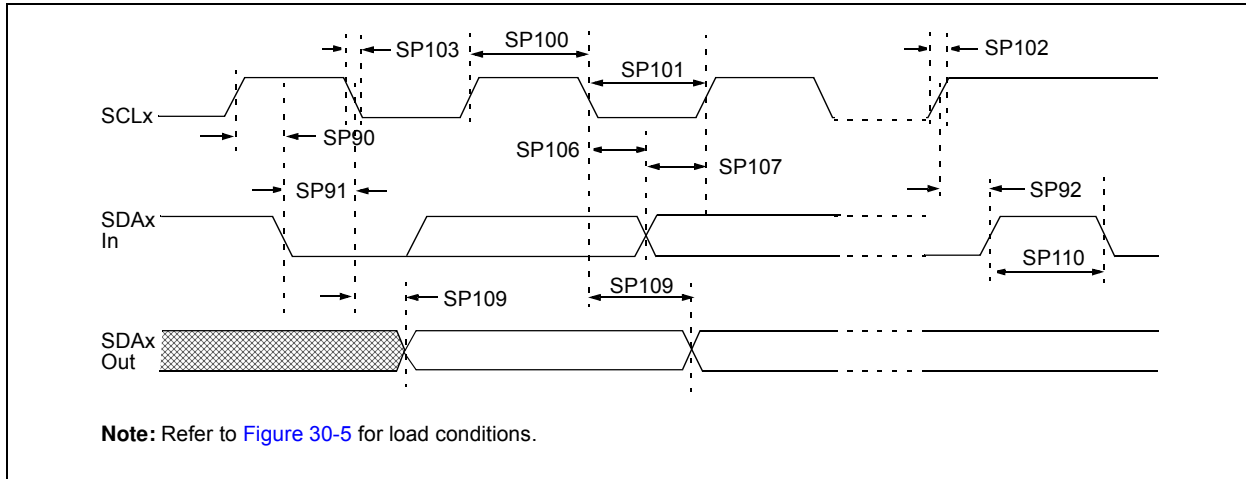 SP103
SP100
SP102
SP101
SCLx
SP90
SP106
SP107
SP91
SP92
SDAx
In
SP110
SP109
SP109
SDAx
Out
Note: Refer to Figure 30-5 for load conditions.